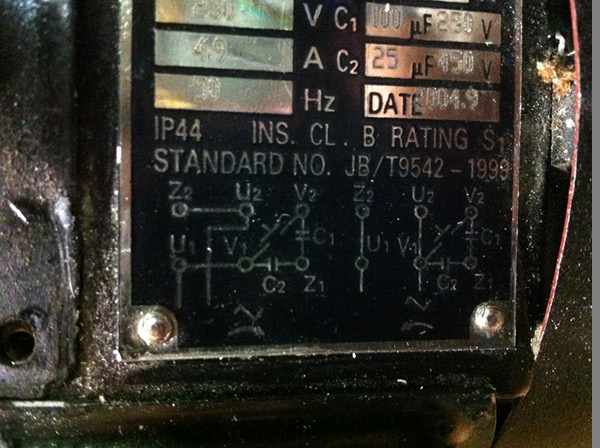 V C1 100 µF 250 V
4.9 A C2 25 µF 450 V
50 Hz DATE 2004.9
IP44 INS. CL. B RATING S1
STANDARD NO. JB/T9542-1999
Z2 U2 V2 Z2 U2 V2
U1 V1 C1 U1 V1 C1
C2 Z1 C2 Z1